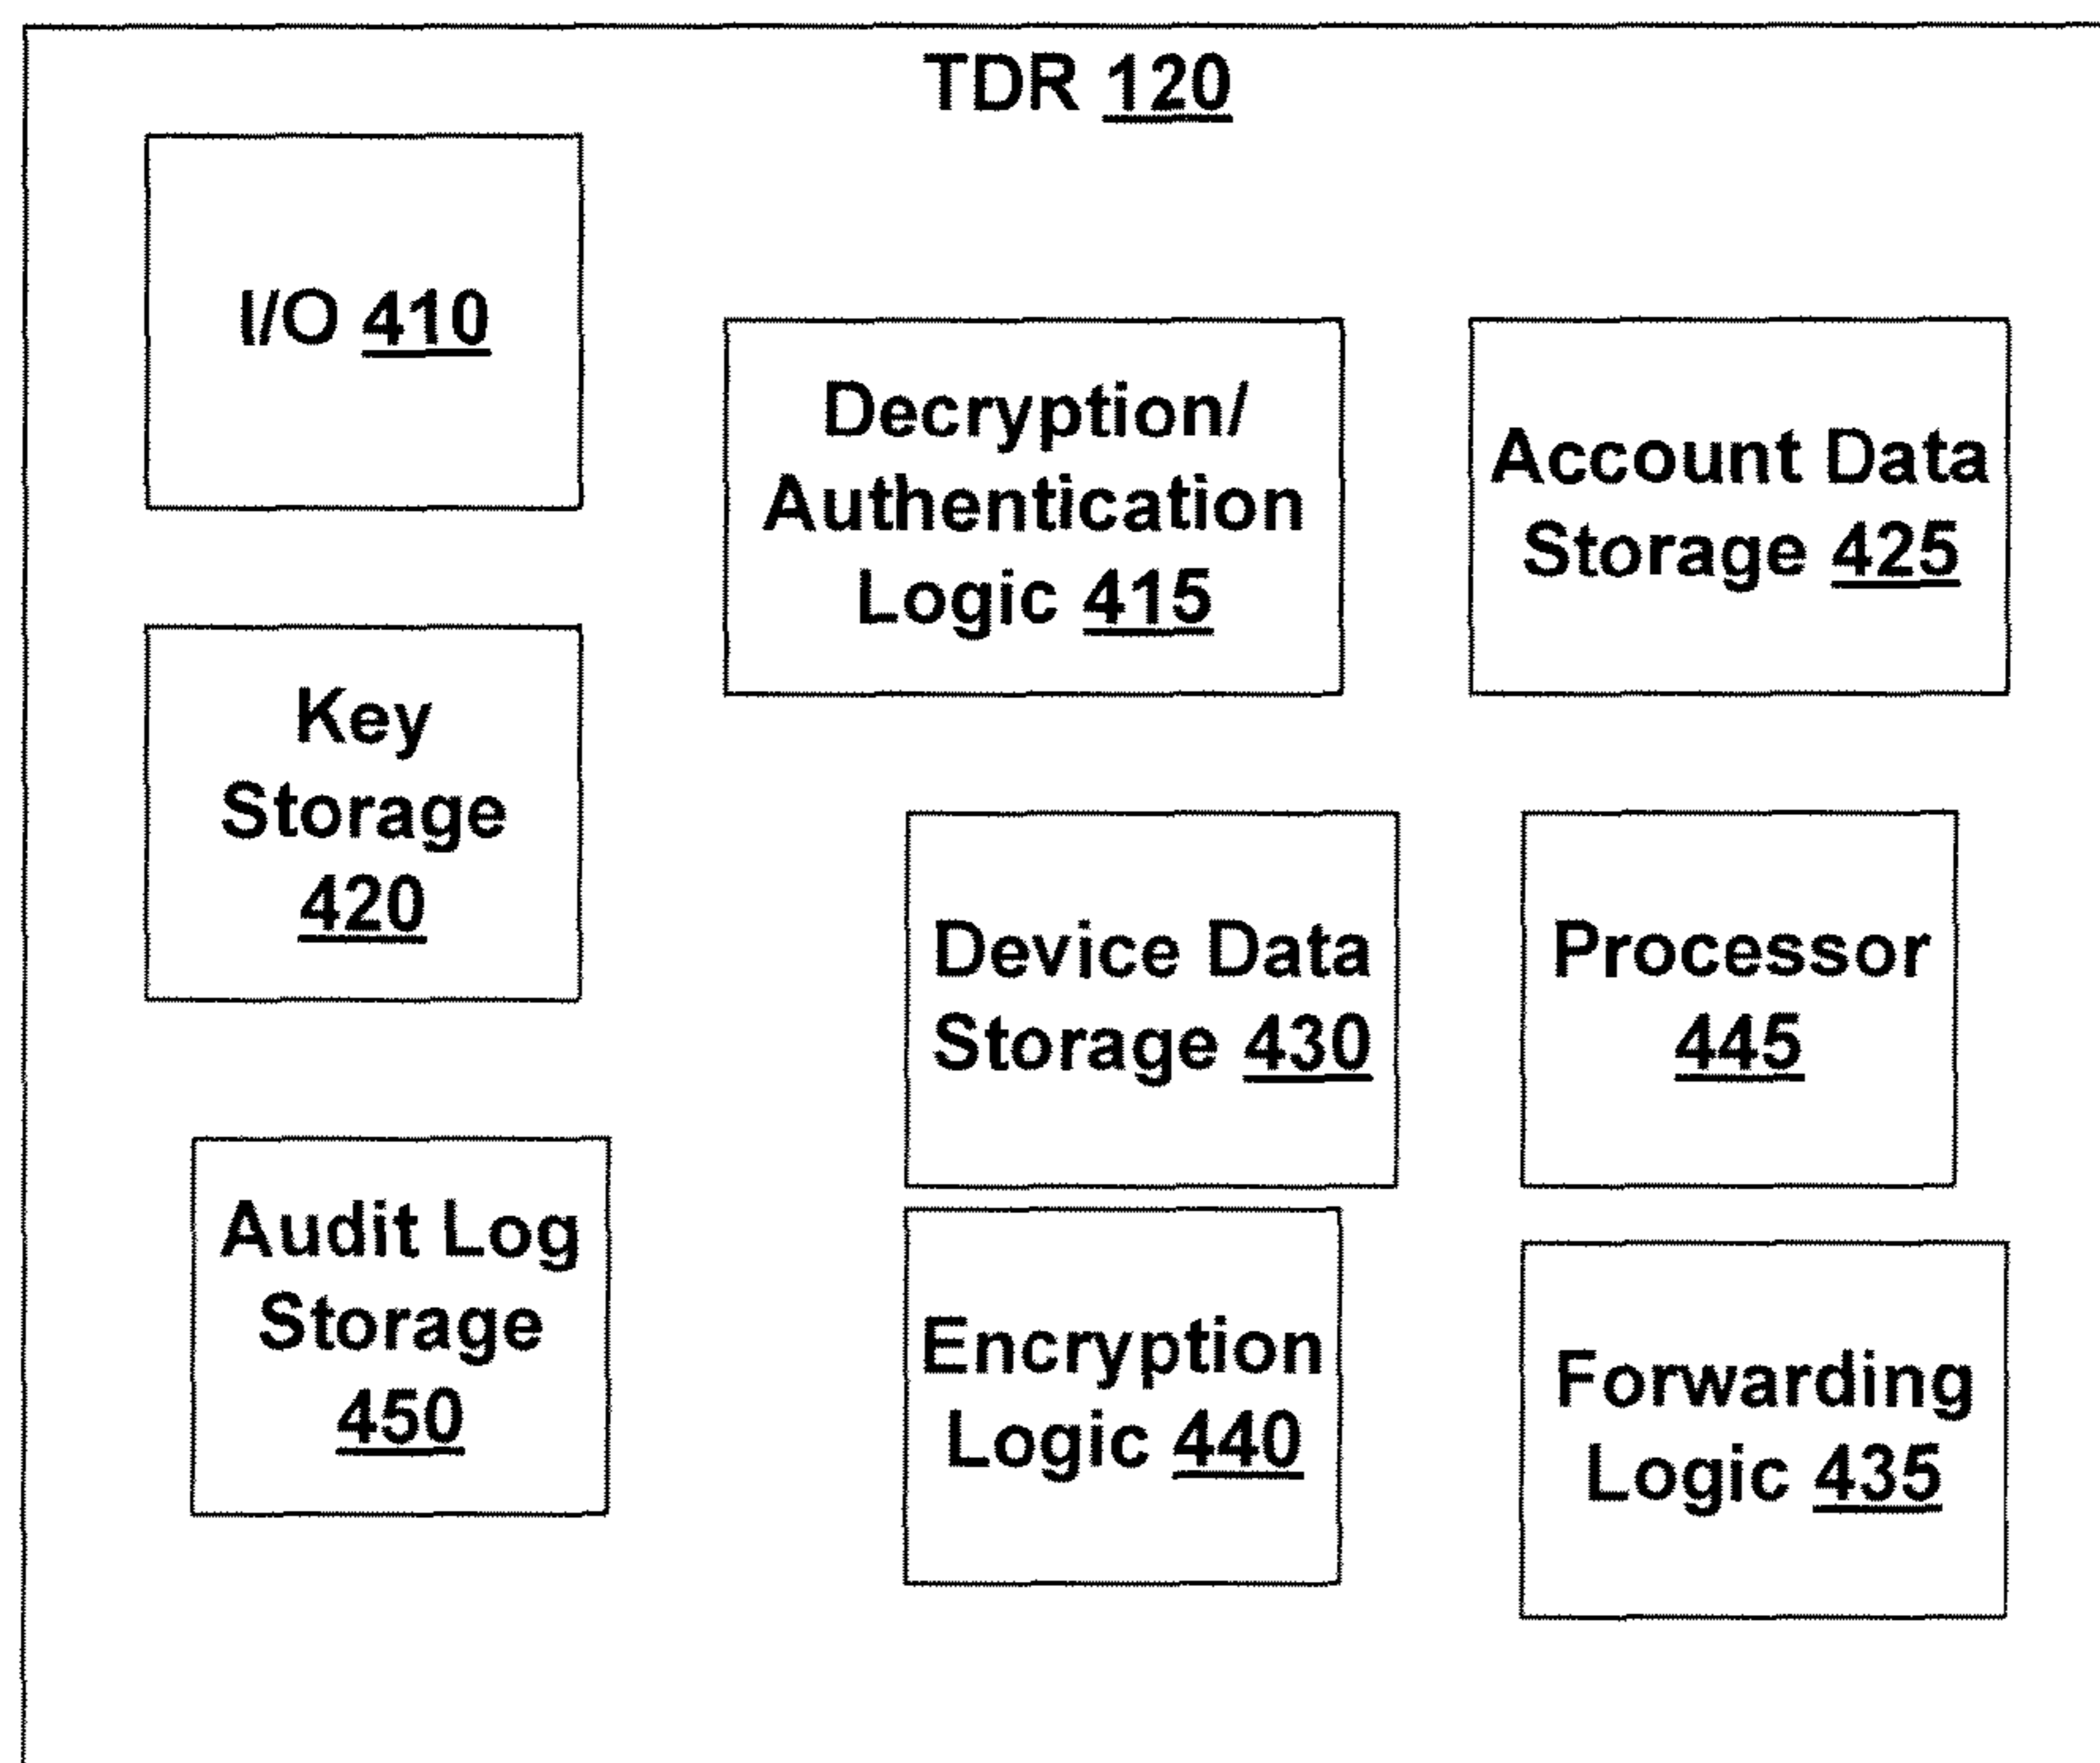 TDR 120
I/O 410
Decryption/
Authentication
Logic 415
Account Data
Storage 425
Key
Storage
420
Device Data
Storage 430
Processor
445
Audit Log
Storage
450
Encryption
Logic 440
Forwarding
Logic 435